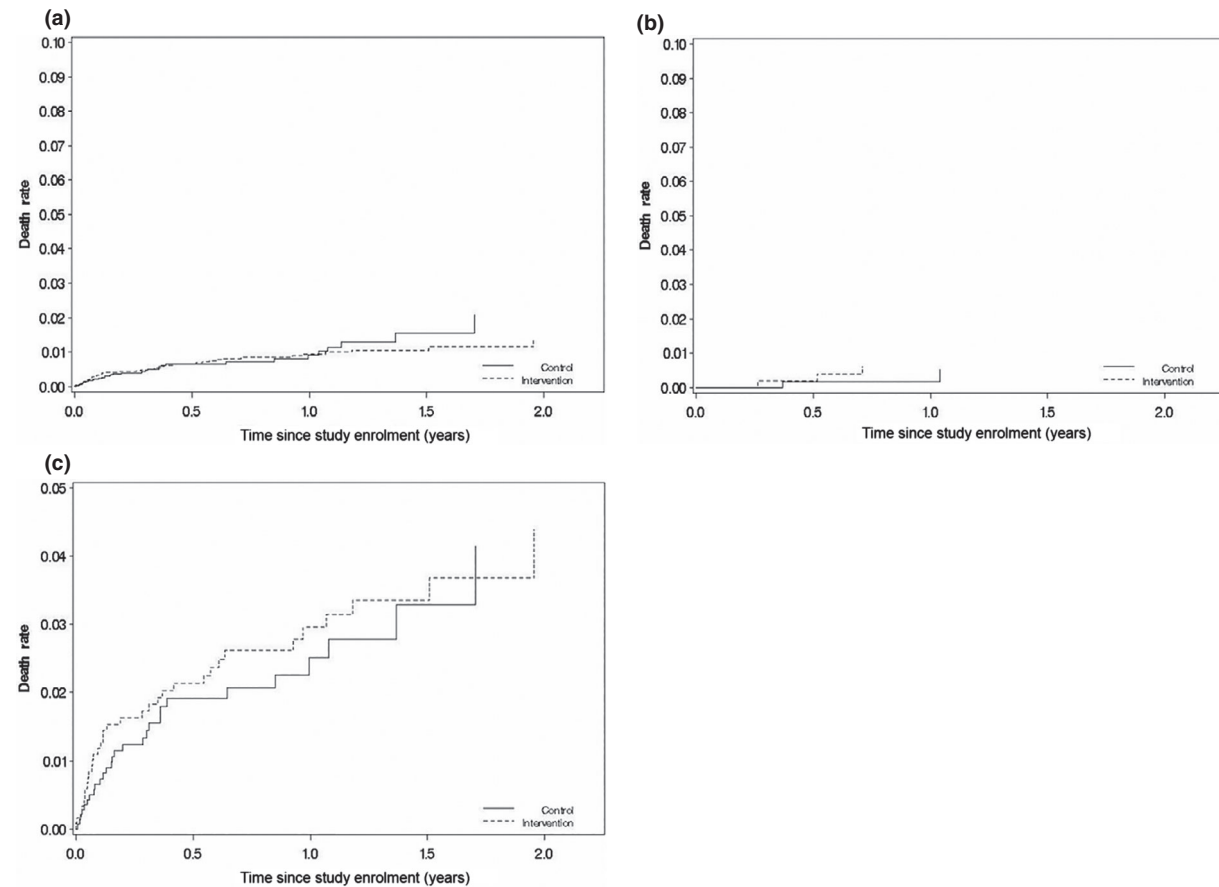 (a)
0.10
0.09
0.08
0.07
0.06
0.05
0.04
0.03
0.02
0.01
0.00
Death rate
Control
Intervention
0.0 0.5 1.0 1.5 2.0
Time since study enrolment (years)
(b)
0.10
0.09
0.08
0.07
0.06
0.05
0.04
0.03
0.02
0.01
0.00
Death rate
Control
Intervention
0.0 0.5 1.0 1.5 2.0
Time since study enrolment (years)
(c)
0.05
0.04
0.03
0.02
0.01
0.00
Death rate
Control
Intervention
0.0 0.5 1.0 1.5 2.0
Time since study enrolment (years)